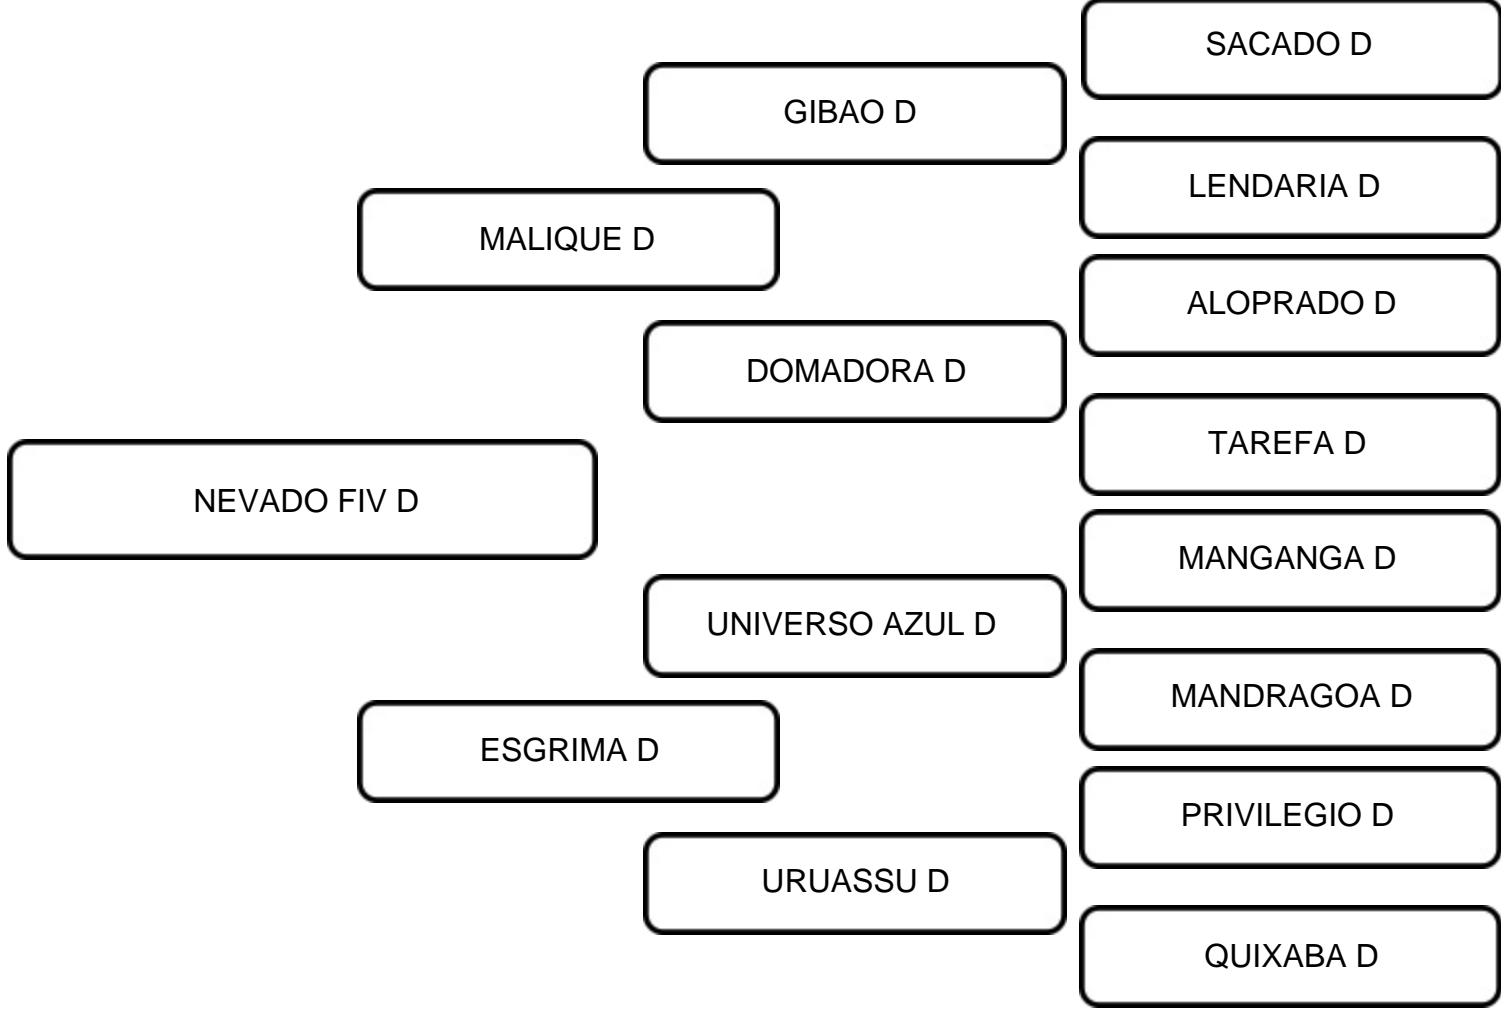 SACADO D
GIBAO D
LENDARIA D
MALIQUE D
ALOPRADO D
DOMADORA D
TAREFA D
NEVADO FIV D
MANGANGA D
UNIVERSO AZUL D
MANDRAGOA D
ESGRIMA D
PRIVILEGIO D
URUASSU D
QUIXABA D